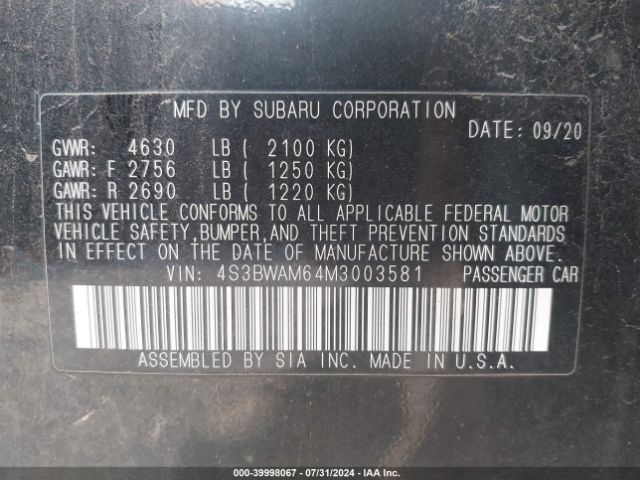 MFD BY SUBARU CORPORATION
DATE: 09/20
GVWR: 4630 LB ( 2100 KG)
GAWR: F 2756 LB ( 1250 KG)
GAWR: R 2690 LB ( 1220 KG)
THIS VEHICLE CONFORMS TO ALL APPLICABLE FEDERAL MOTOR
VEHICLE SAFETY,BUMPER,AND THEFT PREVENTION STANDARDS
IN EFFECT ON THE DATE OF MANUFACTURE SHOWN ABOVE.
VIN: 4S3BWAM64M3003581 PASSENGER CAR
ASSEMBLED BY SIA INC. MADE IN U.S.A.
000-39998067 - 07/31/2024 - IAA Inc.